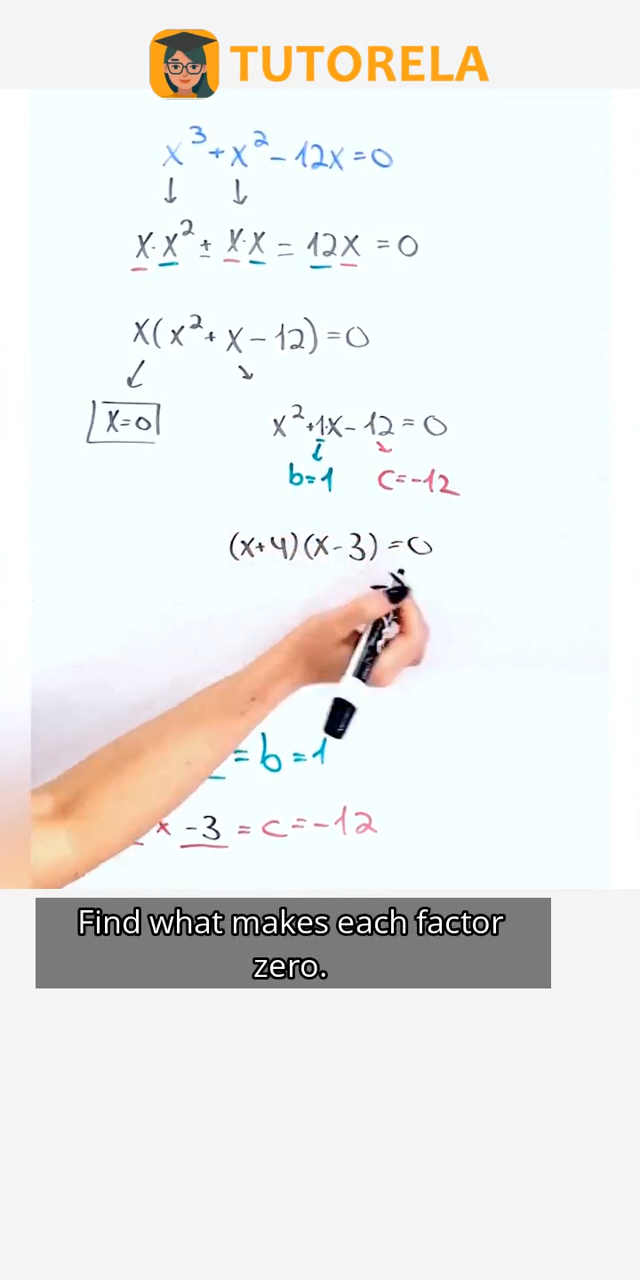 TUTORELA
x³+x²-12x=0
↓ ↓
x·x²±x·x=12x=0
x(x²+x-12)=0
x=0
x²+1x-12=0
b=1 c=-12
(x+4)(x-3)=0
=b=1
x -3=c=-12
Find what makes each factor
zero.